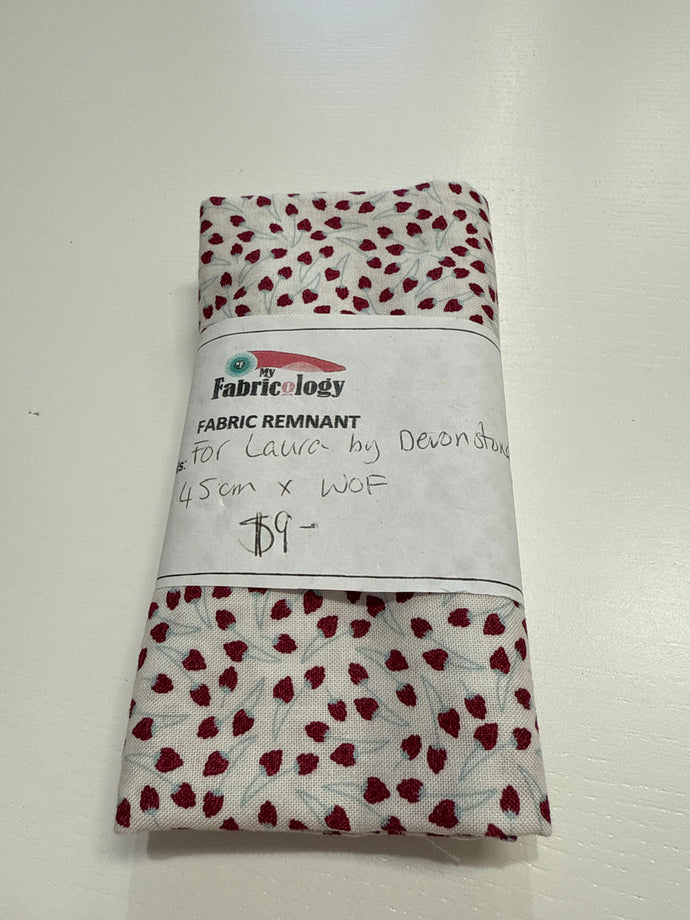 My
Fabricology
FABRIC REMNANT
s: For Laura by Devonstone
45cm x WOF
$9-